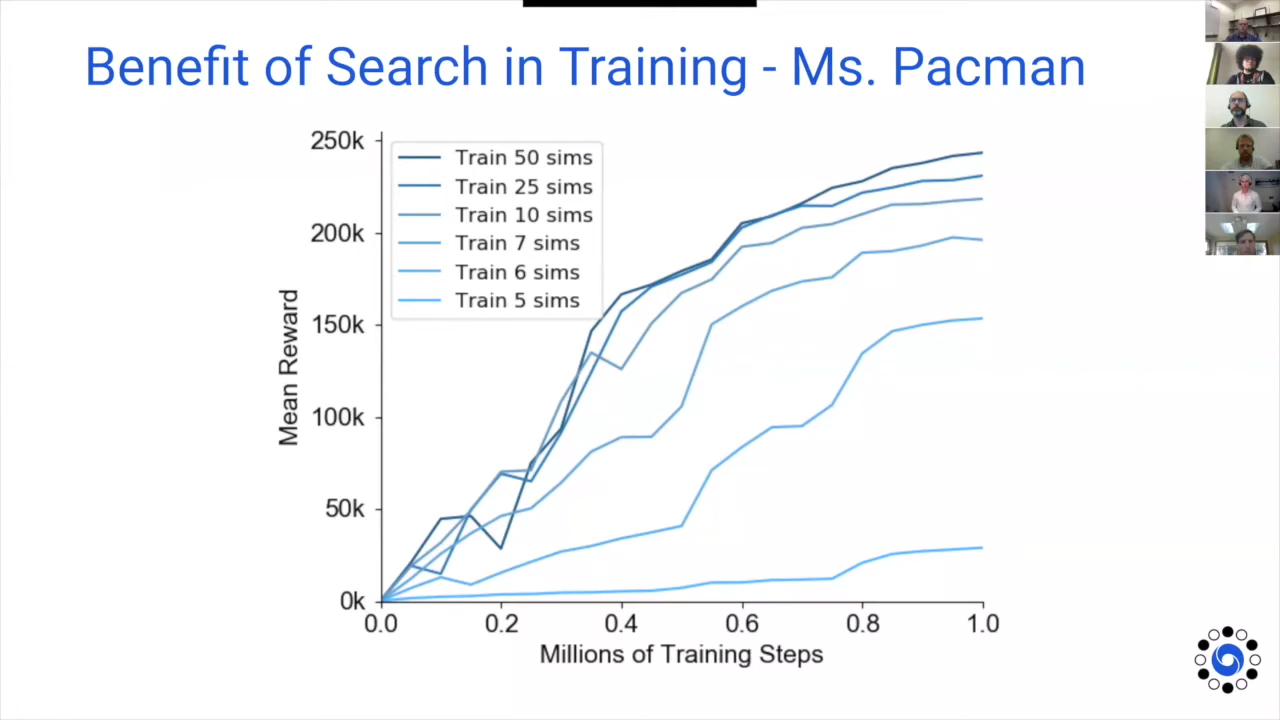 Benefit of Search in Training - Ms. Pacman
250k
200k
150k
100k
50k
0k
Mean Reward
Train 50 sims
Train 25 sims
Train 10 sims
Train 7 sims
Train 6 sims
Train 5 sims
0.0 0.2 0.4 0.6 0.8 1.0
Millions of Training Steps